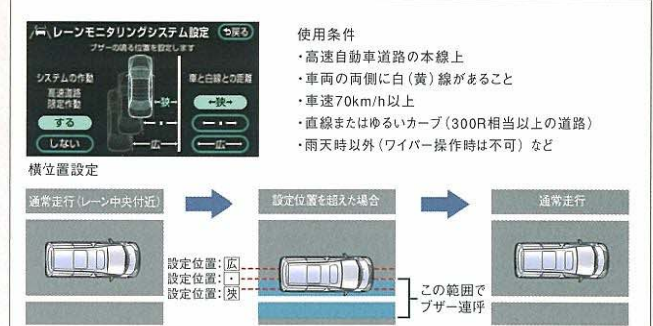 レーンモニタリングシステム設定 戻る
ブザーの鳴る位置を設定します
システムの作動
高速道路
限定作動
する
しない
車と白線との距離
←狭→
←・→
←広→
狭
・
広
横位置設定
使用条件
・高速自動車道路の本線上
・車両の両側に白(黄)線があること
・車速70km/h以上
・直線またはゆるいカーブ(300R相当以上の道路)
・雨天時以外(ワイパー操作時は不可)など
通常走行(レーン中央付近)
設定位置を超えた場合
通常走行
設定位置:広
設定位置:・
設定位置:狭
この範囲で
ブザー連呼